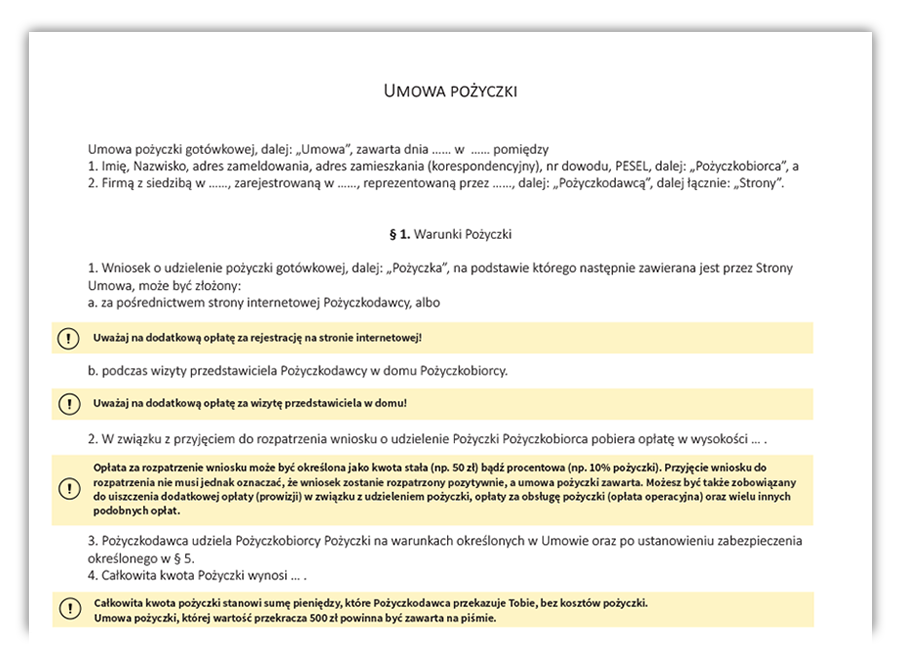 UMOWA POŻYCZKI
Umowa pożyczki gotówkowej, dalej: „Umowa”, zawarta dnia ...... w ...... pomiędzy
1. Imię, Nazwisko, adres zameldowania, adres zamieszkania (korespondencyjny), nr dowodu, PESEL, dalej: „Pożyczkobiorca”, a
2. Firmą z siedzibą w ......, zarejestrowaną w ......, reprezentowaną przez ......, dalej: „Pożyczkodawcą”, dalej łącznie: „Strony”.
§ 1. Warunki Pożyczki
1. Wniosek o udzielenie pożyczki gotówkowej, dalej: „Pożyczka”, na podstawie którego następnie zawierana jest przez Strony
Umowa, może być złożony:
a. za pośrednictwem strony internetowej Pożyczkodawcy, albo
! Uważaj na dodatkową opłatę za rejestrację na stronie internetowej!
b. podczas wizyty przedstawiciela Pożyczkodawcy w domu Pożyczkobiorcy.
! Uważaj na dodatkową opłatę za wizytę przedstawiciela w domu!
2. W związku z przyjęciem do rozpatrzenia wniosku o udzielenie Pożyczki Pożyczkobiorca pobiera opłatę w wysokości ... .
Opłata za rozpatrzenie wniosku może być określona jako kwota stała (np. 50 zł) bądź procentowa (np. 10% pożyczki). Przyjęcie wniosku do
! rozpatrzenia nie musi jednak oznaczać, że wniosek zostanie rozpatrzony pozytywnie, a umowa pożyczki zawarta. Możesz być także zobowiązany
do uiszczenia dodatkowej opłaty (prowizji) w związku z udzieleniem pożyczki, opłaty za obsługę pożyczki (opłata operacyjna) oraz wielu innych
podobnych opłat.
3. Pożyczkodawca udziela Pożyczkobiorcy Pożyczki na warunkach określonych w Umowie oraz po ustanowieniu zabezpieczenia
określonego w § 5.
4. Całkowita kwota Pożyczki wynosi ... .
! Całkowita kwota pożyczki stanowi sumę pieniędzy, które Pożyczkodawca przekazuje Tobie, bez kosztów pożyczki.
Umowa pożyczki, której wartość przekracza 500 zł powinna być zawarta na piśmie.